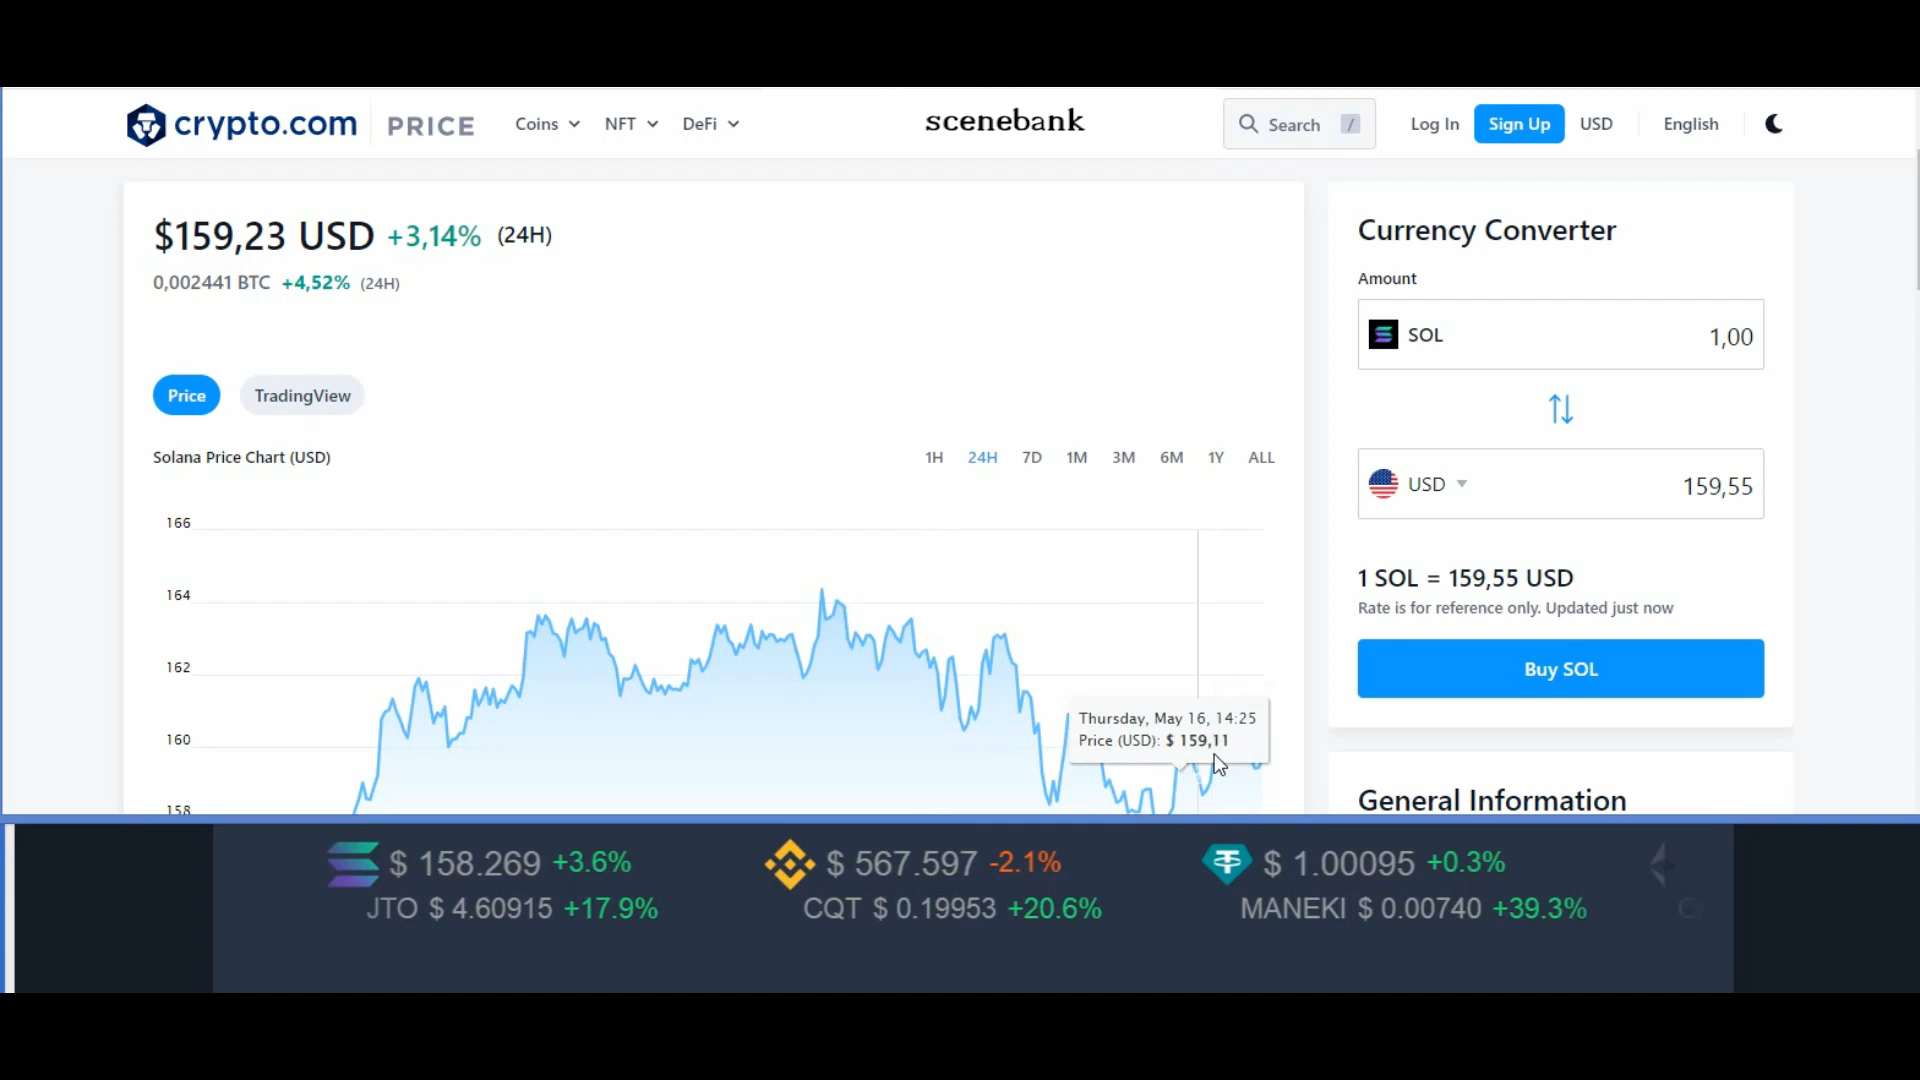 crypto.com PRICE Coins NFT DeFi scenebank Search / Log In Sign Up USD English
$159,23 USD +3,14% (24H)
0,002441 BTC +4,52% (24H)
Price TradingView
Solana Price Chart (USD) 1H 24H 7D 1M 3M 6M 1Y ALL
166
164
162
160
158
Thursday, May 16, 14:25
Price (USD): $ 159,11
Currency Converter
Amount
SOL 1,00
USD 159,55
1 SOL = 159,55 USD
Rate is for reference only. Updated just now
Buy SOL
General Information
$ 158.269 +3.6% $ 567.597 -2.1% $ 1.00095 +0.3%
JTO $ 4.60915 +17.9% CQT $ 0.19953 +20.6% MANEKI $ 0.00740 +39.3%